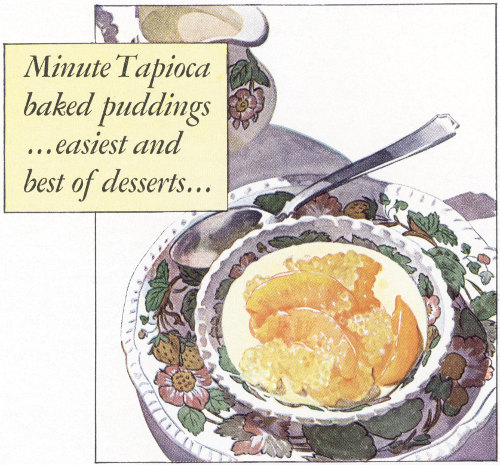 Minute Tapioca
baked puddings
...easiest and
best of desserts...